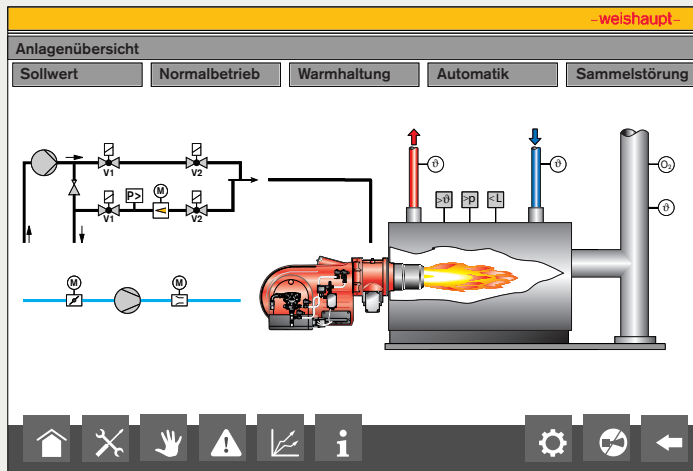 -weishaupt-
Anlagenübersicht
Sollwert Normalbetrieb Warmhaltung Automatik Sammelstörung
V1 V2
P> M
V1 V2
M M
ϑ ϑ O₂
>ϑ >p <L
ϑ